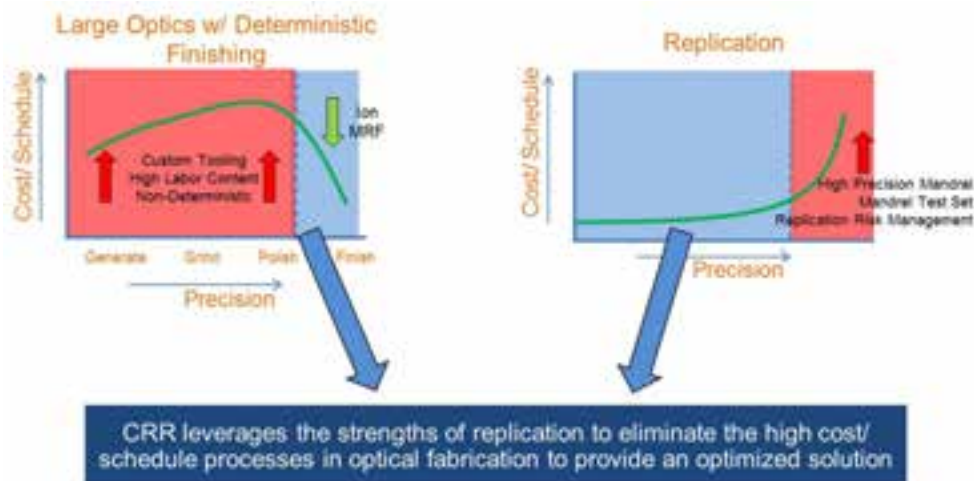 Large Optics w/ Deterministic
Finishing
Cost/ Schedule
Ion
MRF
Custom Tooling
High Labor Content
Non-Deterministic
Generate
Grind
Polish
Finish
Precision
Replication
Cost/ Schedule
High Precision Mandrel
Mandrel Test Set
Replication Risk Management
Precision
CRR leverages the strengths of replication to eliminate the high cost/
schedule processes in optical fabrication to provide an optimized solution